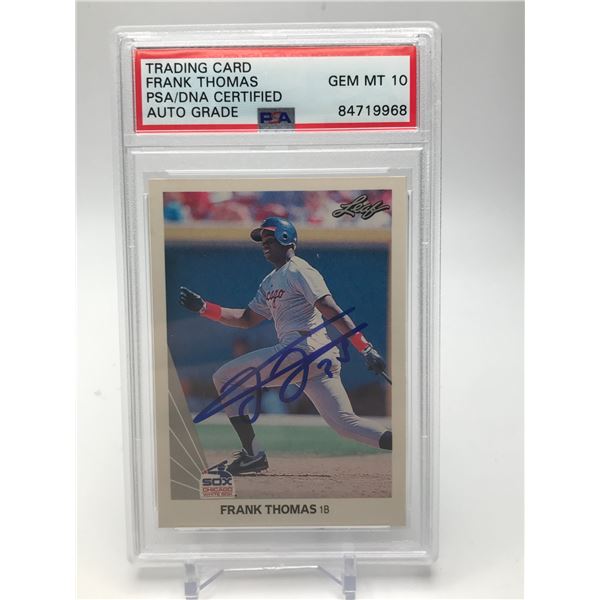 TRADING CARD
FRANK THOMAS
PSA/DNA CERTIFIED
AUTO GRADE
PSA
GEM MT 10
84719968
Leaf
SOX
CHICAGO
WHITE SOX
FRANK THOMAS 1B